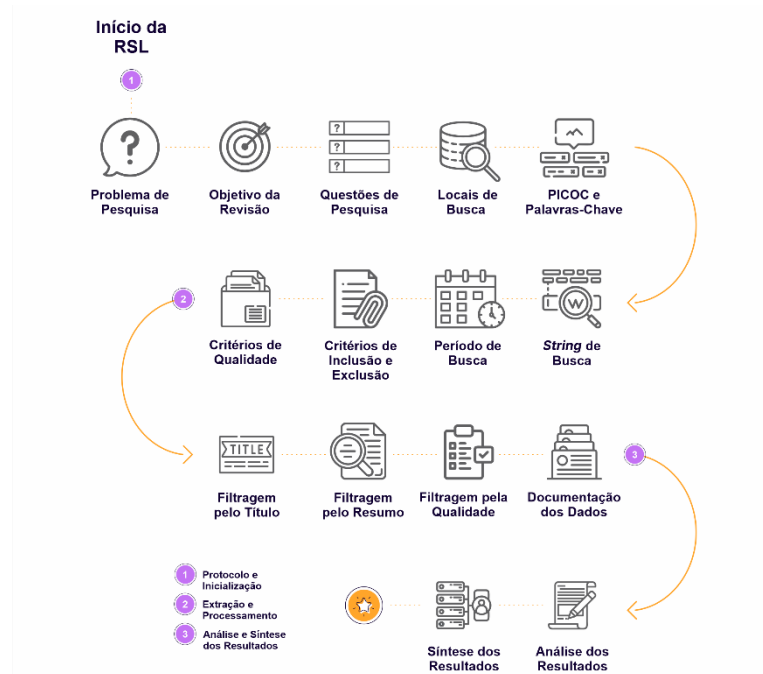 Início da
RSL
1
?
?
?
?
Problema de
Pesquisa
Objetivo da
Revisão
Questões de
Pesquisa
Locais de
Busca
PICOC e
Palavras-Chave
2
W
Critérios de
Qualidade
Critérios de
Inclusão e
Exclusão
Período de
Busca
String de
Busca
TITLE
3
Filtragem
pelo Título
Filtragem
pelo Resumo
Filtragem pela
Qualidade
Documentação
dos Dados
1 Protocolo e
Inicialização
2 Extração e
Processamento
3 Análise e Síntese
dos Resultados
Síntese dos
Resultados
Análise dos
Resultados